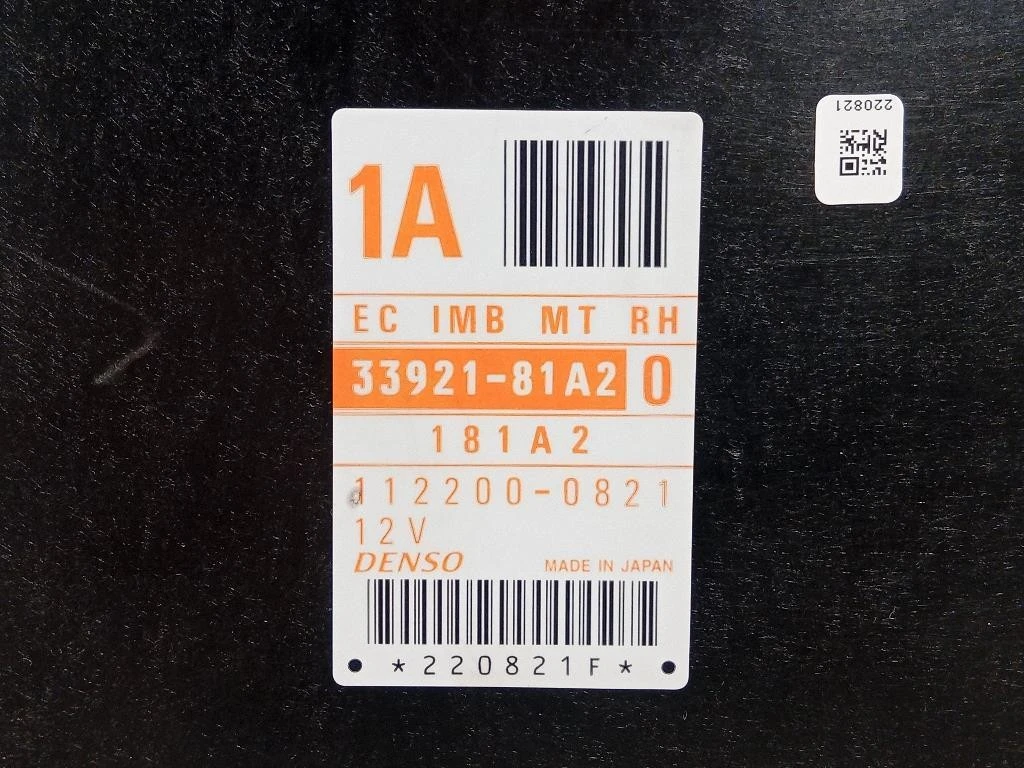 1A
EC IMB MT RH
33921-81A2 0
181A2
112200-0821
12V
DENSO MADE IN JAPAN
*220821F*
220821